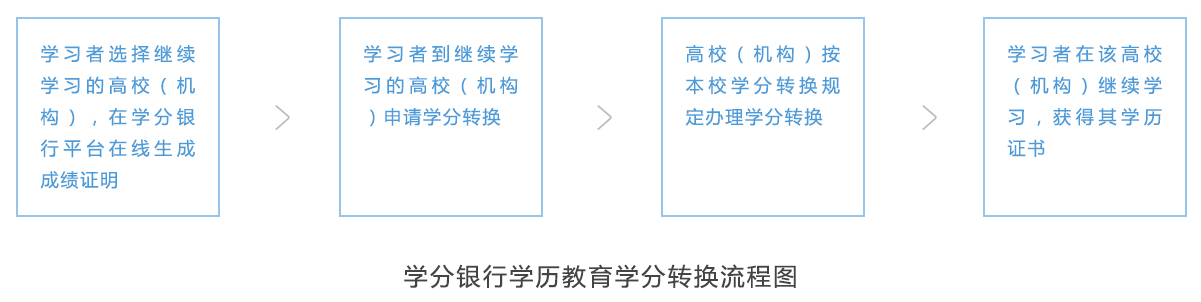 学习者选择继续
学习的高校（机
构），在学分银
行平台在线生成
成绩证明
学习者到继续学
习的高校（机构
）申请学分转换
高校（机构）按
本校学分转换规
定办理学分转换
学习者在该高校
（机构）继续学
习，获得其学历
证书
学分银行学历教育学分转换流程图